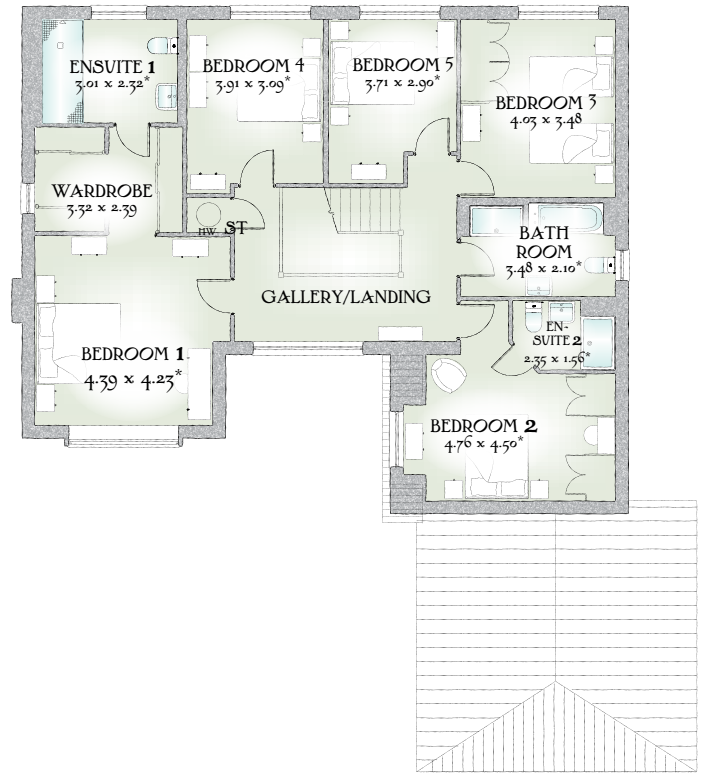 ENSUITE 1
3.01 x 2.32*
BEDROOM 4
3.91 x 3.09*
BEDROOM 5
3.71 x 2.90*
BEDROOM 3
4.03 x 3.48
WARDROBE
3.32 x 2.39
HW ST
BATH
ROOM
3.48 x 2.10*
GALLERY/LANDING
EN-
SUITE 2
2.35 x 1.56*
BEDROOM 1
4.39 x 4.23*
BEDROOM 2
4.76 x 4.50*